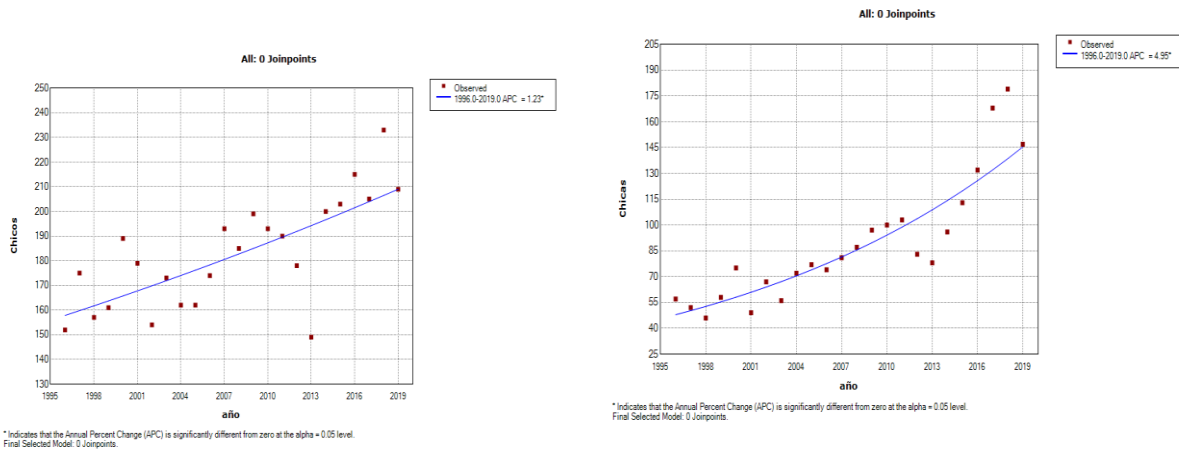 All: 0 Joinpoints
Observed
1996.0-2019.0 APC = 1.23*
250
240
230
220
210
200
190
180
170
160
150
140
130
Chicos
1995 1998 2001 2004 2007 2010 2013 2016 2019
año
* Indicates that the Annual Percent Change (APC) is significantly different from zero at the alpha = 0.05 level.
Final Selected Model: 0 Joinpoints.
All: 0 Joinpoints
Observed
1996.0-2019.0 APC = 4.95*
205
190
175
160
145
130
115
100
85
70
55
40
25
Chicas
1995 1998 2001 2004 2007 2010 2013 2016 2019
año
* Indicates that the Annual Percent Change (APC) is significantly different from zero at the alpha = 0.05 level.
Final Selected Model: 0 Joinpoints.